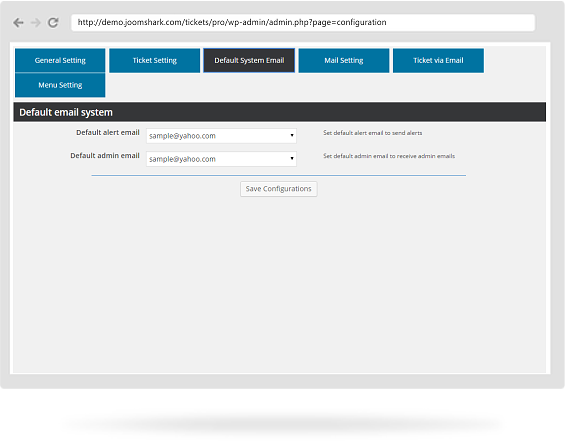 http://demo.joomshark.com/tickets/pro/wp-admin/admin.php?page=configuration
General Setting Ticket Setting Default System Email Mail Setting Ticket via Email
Menu Setting
Default email system
Default alert email sample@yahoo.com Set default alert email to send alerts
Default admin email sample@yahoo.com Set default admin email to receive admin emails
Save Configurations